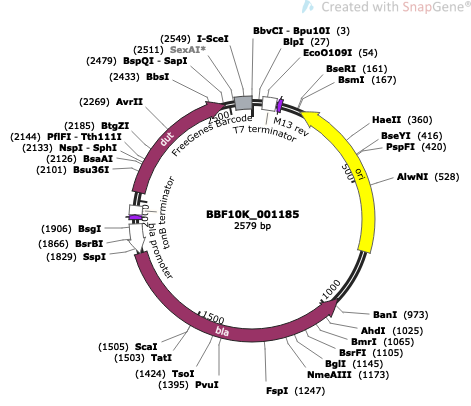 Created with SnapGene®
(2549) I-SceI
(2511) SexAI*
(2479) BspQI - SapI
(2433) BbsI
(2269) AvrII
(2185) BtgZI
(2144) PflFI - Tth111I
(2133) NspI - SphI
(2126) BsaAI
(2101) Bsu36I
(1906) BsgI
(1866) BsrBI
(1829) SspI
(1505) ScaI
(1503) TatI
(1424) TsoI
(1395) PvuI
FspI (1247)
NmeAIII (1173)
BglI (1145)
BsrFI (1105)
BmrI (1065)
AhdI (1025)
BanI (973)
AlwNI (528)
PspFI (420)
BseYI (416)
HaeII (360)
BsmI (167)
BseRI (161)
EcoO109I (54)
BlpI (27)
BbvCI - Bpu10I (3)
FreeGenes Barcode
T7 terminator
M13 rev
ori
bla
bla promoter
tonB terminator
dut
500
1000
1500
2000
2500
BBF10K_001185
2579 bp